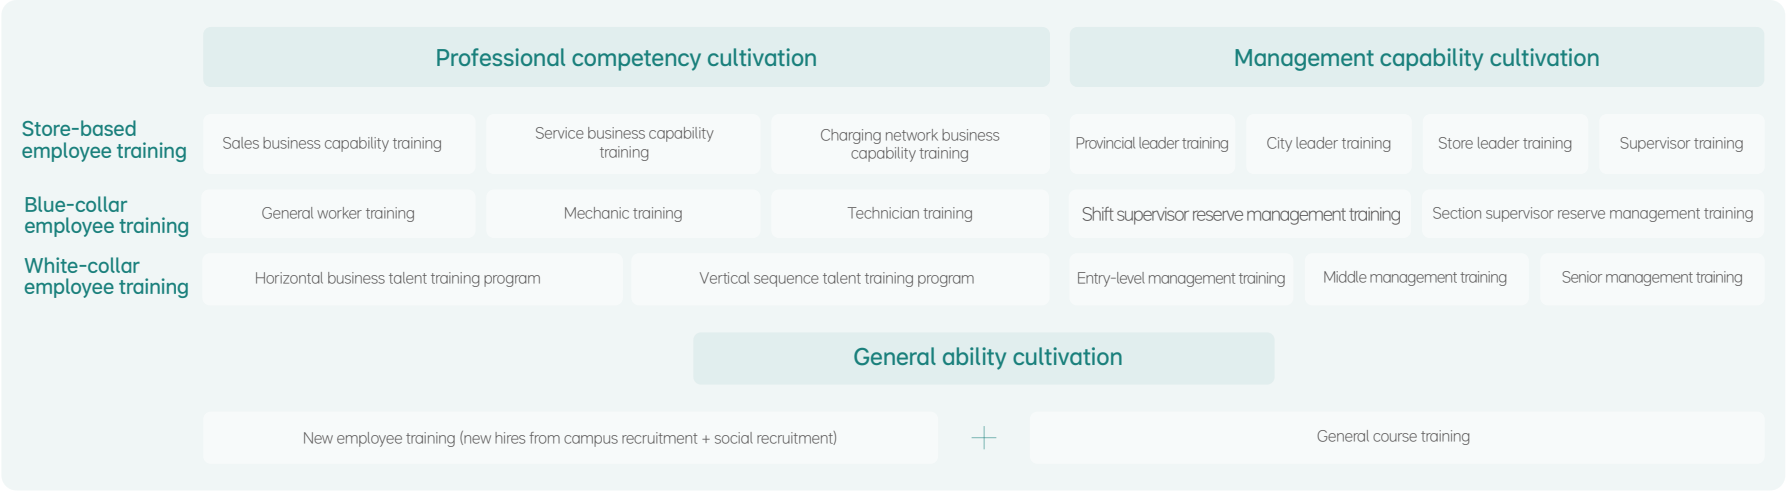 Professional competency cultivation
Management capability cultivation
Store-based
employee training
Sales business capability training
Service business capability
training
Charging network business
capability training
Provincial leader training
City leader training
Store leader training
Supervisor training
Blue-collar
employee training
General worker training
Mechanic training
Technician training
Shift supervisor reserve management training
Section supervisor reserve management training
White-collar
employee training
Horizontal business talent training program
Vertical sequence talent training program
Entry-level management training
Middle management training
Senior management training
General ability cultivation
New employee training (new hires from campus recruitment + social recruitment)
+
General course training